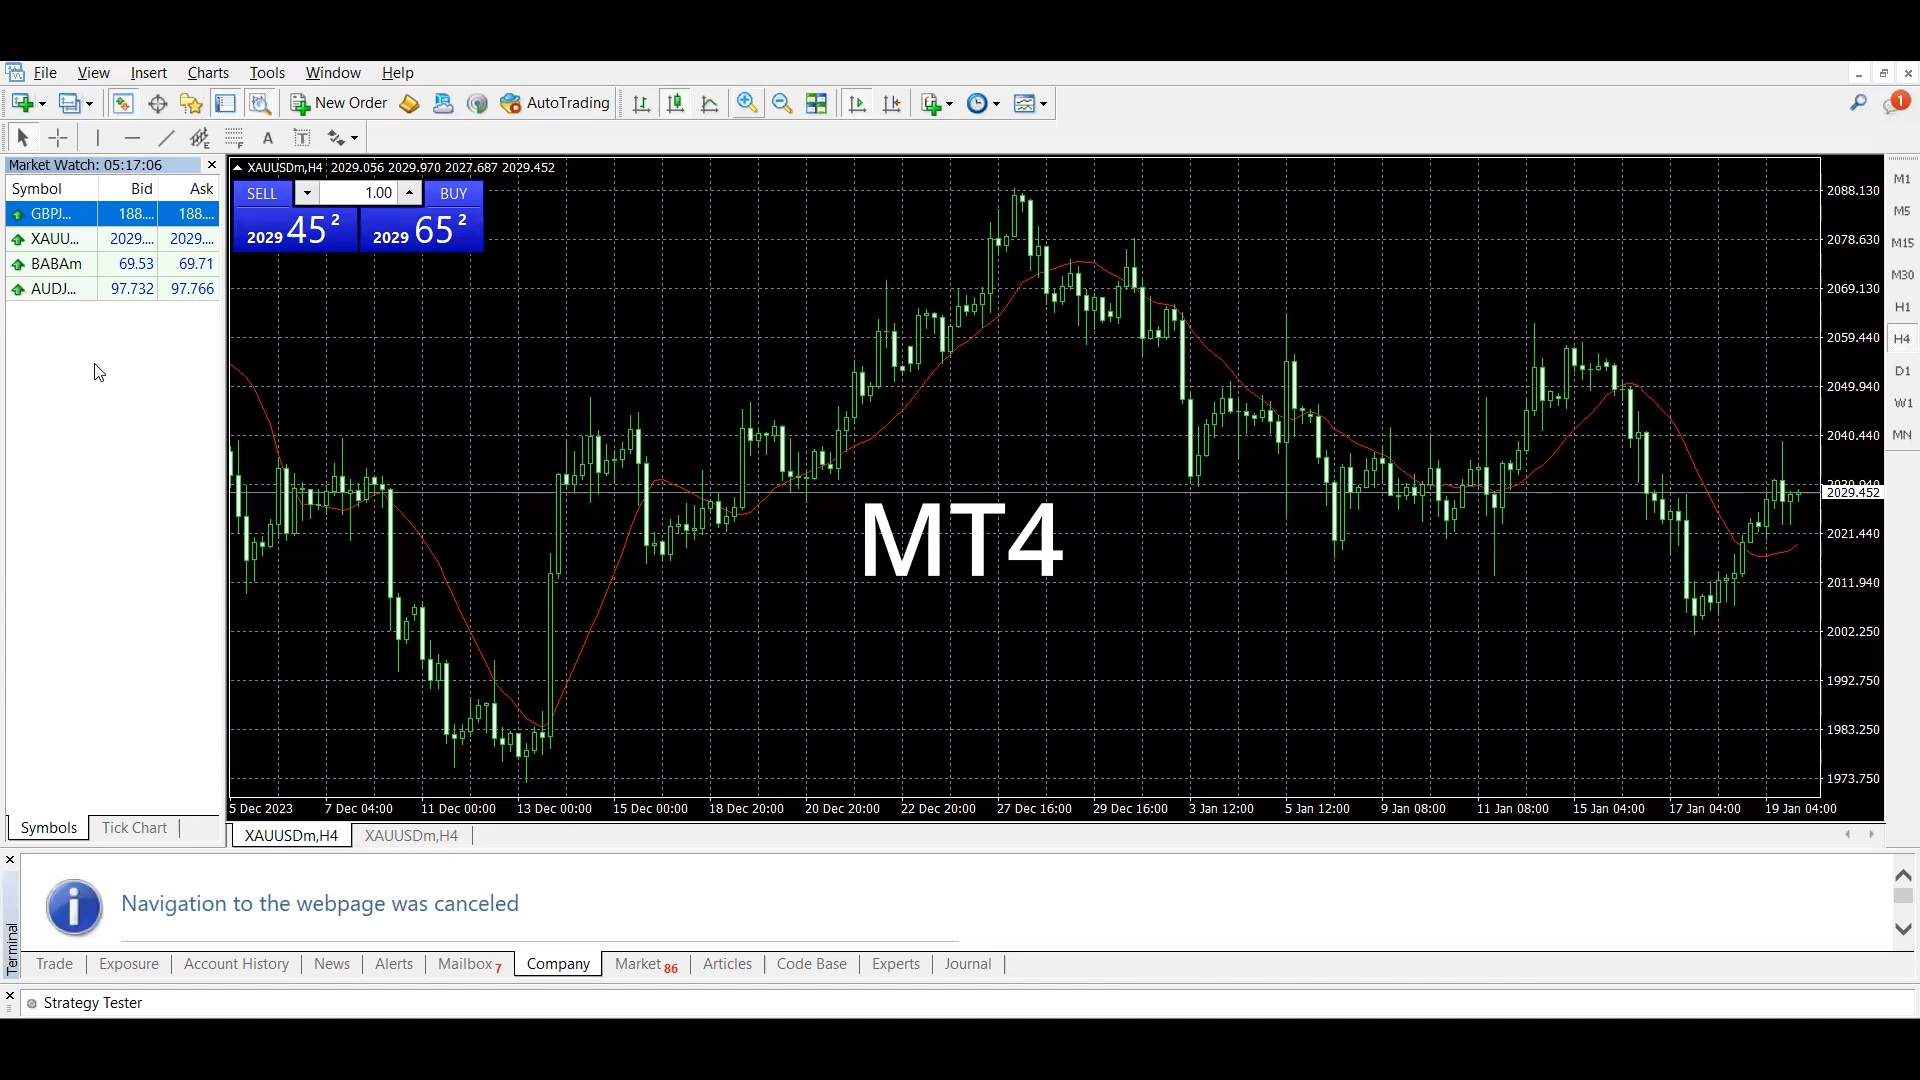 File View Insert Charts Tools Window Help
New Order AutoTrading 1
A T
Market Watch: 05:17:06
Symbol Bid Ask
GBPJ... 188.... 188....
XAUU... 2029.... 2029....
BABAm 69.53 69.71
AUDJ... 97.732 97.766
Symbols Tick Chart
XAUUSDm,H4 2029.056 2029.970 2027.687 2029.452
SELL 1.00 BUY
2029 45 2 2029 65 2
MT4
2088.130
2078.630
2069.130
2059.440
2049.940
2040.440
2029.452
2021.440
2011.940
2002.250
1992.750
1983.250
1973.750
5 Dec 2023 7 Dec 04:00 11 Dec 00:00 13 Dec 00:00 15 Dec 00:00 18 Dec 20:00 20 Dec 20:00 22 Dec 20:00 27 Dec 16:00 29 Dec 16:00 3 Jan 12:00 5 Jan 12:00 9 Jan 08:00 11 Jan 08:00 15 Jan 04:00 17 Jan 04:00 19 Jan 04:00
XAUUSDm,H4 XAUUSDm,H4
M1
M5
M15
M30
H1
H4
D1
W1
MN
Terminal
Navigation to the webpage was canceled
Trade Exposure Account History News Alerts Mailbox 7 Company Market 86 Articles Code Base Experts Journal
Strategy Tester